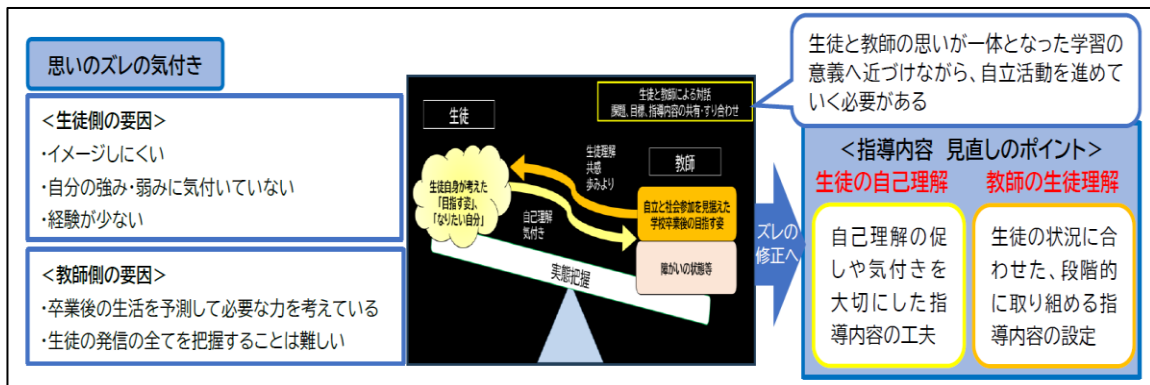 思いのズレの気付き
＜生徒側の要因＞
・イメージしにくい
・自分の強み・弱みに気付いていない
・経験が少ない
＜教師側の要因＞
・卒業後の生活を予測して必要な力を考えている
・生徒の発信の全てを把握することは難しい
生徒と教師による対話
課題、目標、指導内容の共有・すり合わせ
生徒
教師
生徒理解
共感
歩みより
生徒自身が考えた
「目指す姿」、
「なりたい自分」
自己理解
気付き
自立と社会参加を見据えた
学校卒業後の目指す姿
障がいの状態等
実態把握
ズレの
修正へ
生徒と教師の思いが一体となった学習の
意義へ近づけながら、自立活動を進めて
いく必要がある
＜指導内容 見直しのポイント＞
生徒の自己理解
自己理解の促
しや気付きを
大切にした指
導内容の工夫
教師の生徒理解
生徒の状況に合
わせた、段階的
に取り組める指
導内容の設定